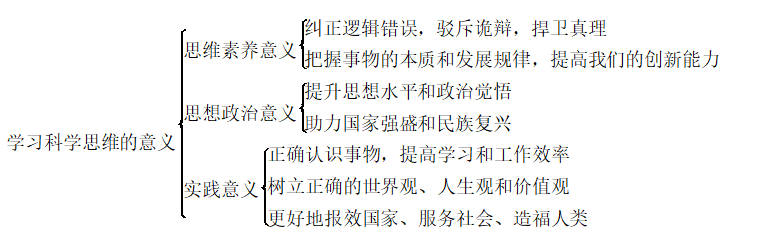 学习科学思维的意义
思维素养意义
纠正逻辑错误，驳斥诡辩，捍卫真理
把握事物的本质和发展规律，提高我们的创新能力
思想政治意义
提升思想水平和政治觉悟
助力国家强盛和民族复兴
实践意义
正确认识事物，提高学习和工作效率
树立正确的世界观、人生观和价值观
更好地报效国家、服务社会、造福人类